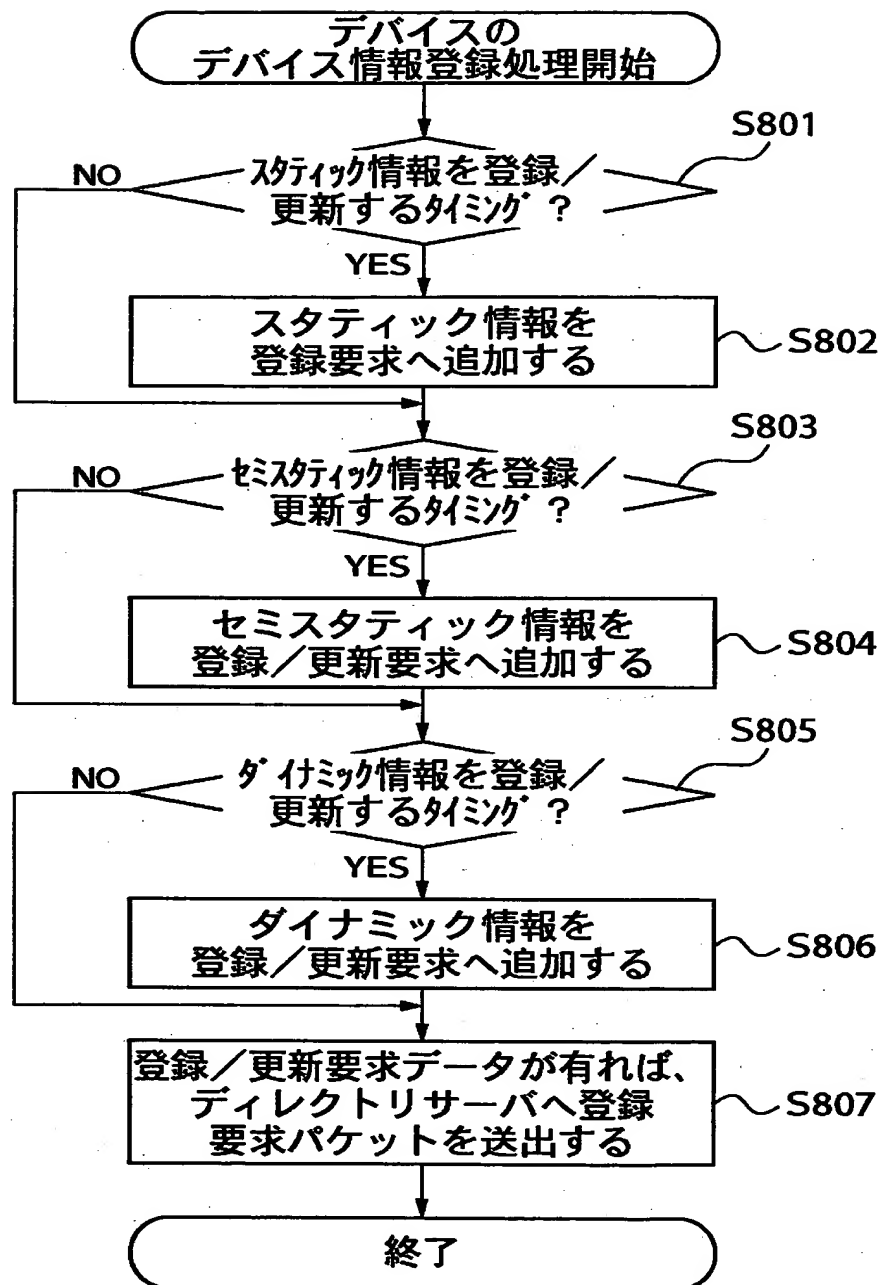 デバイスの
デバイス情報登録処理開始
S801
NO
スタティック情報を登録/
更新するタイミング?
YES
スタティック情報を
登録要求へ追加する
S802
S803
NO
セミスタティック情報を登録/
更新するタイミング?
YES
セミスタティック情報を
登録/更新要求へ追加する
S804
S805
NO
ダイナミック情報を登録/
更新するタイミング?
YES
ダイナミック情報を
登録/更新要求へ追加する
S806
登録/更新要求データが有れば、
ディレクトリサーバへ登録
要求パケットを送出する
S807
終了